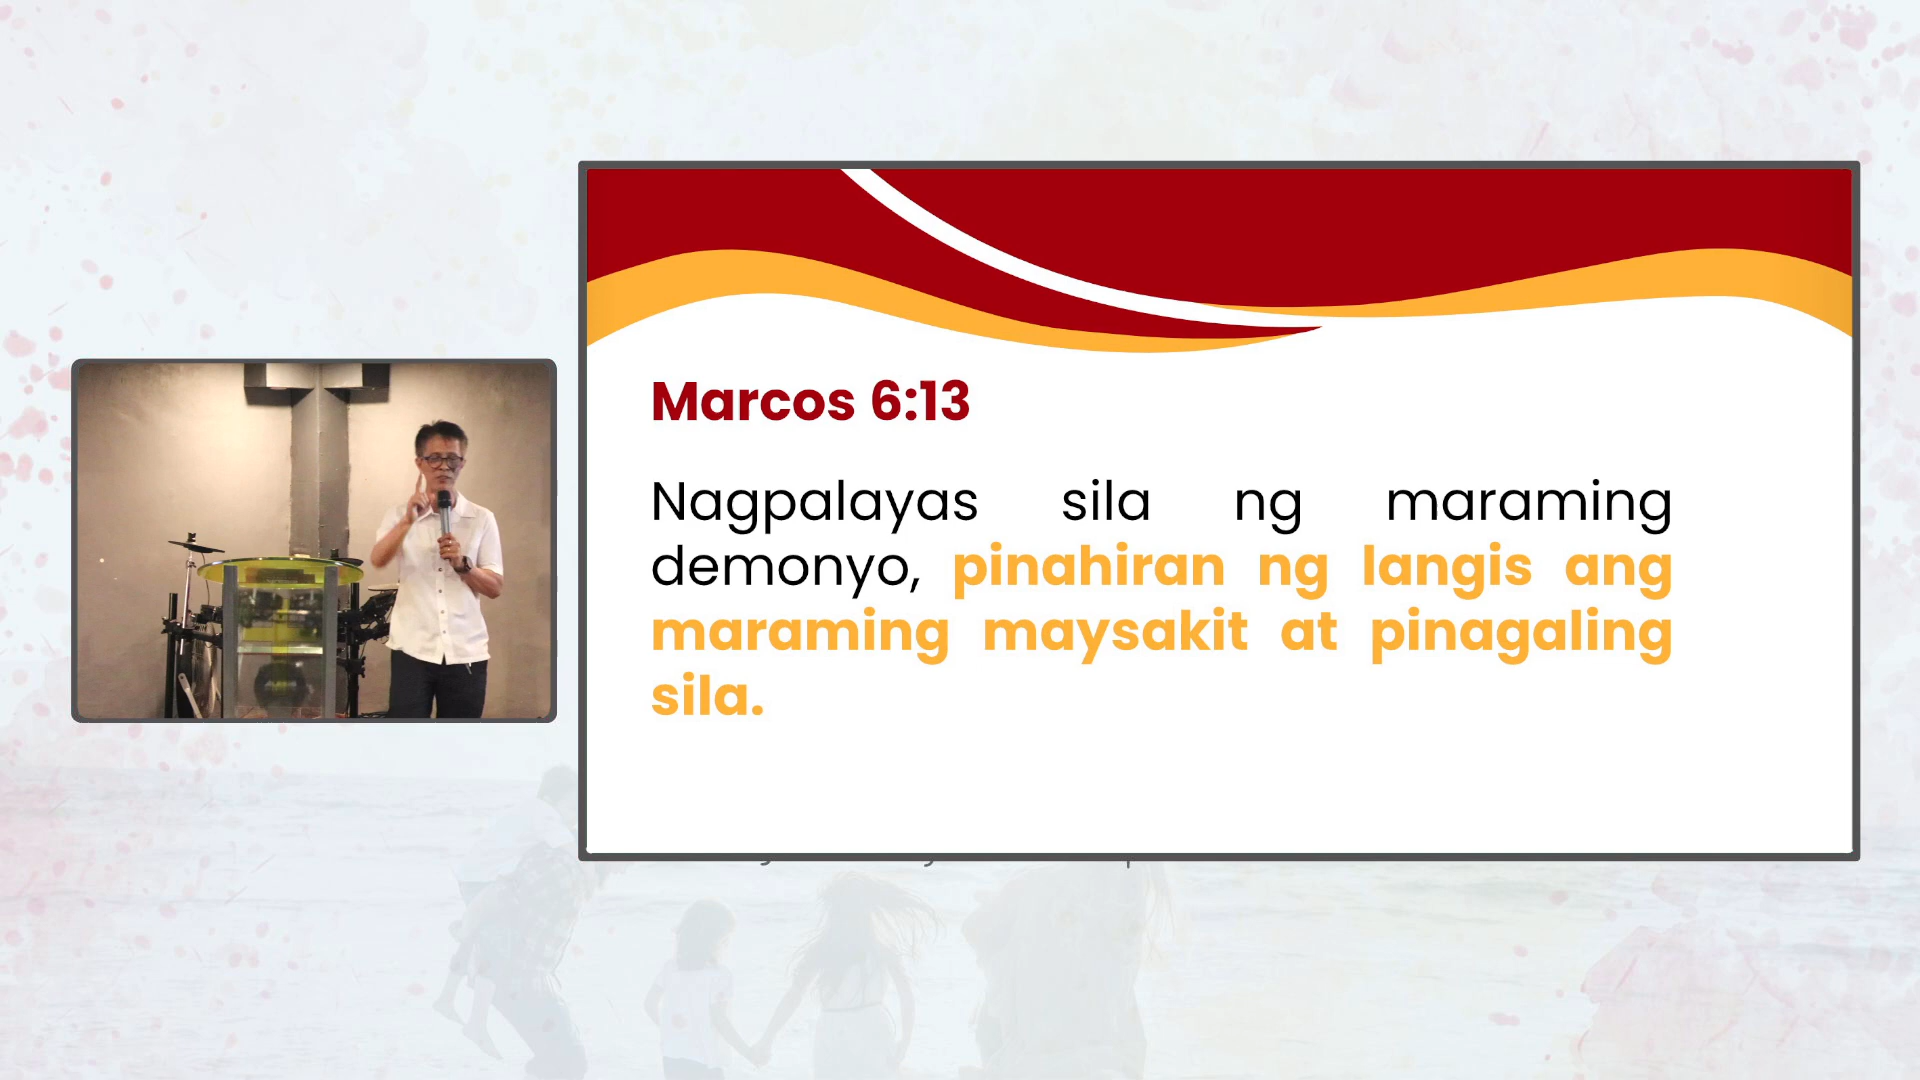 Marcos 6:13
Nagpalayas sila ng maraming
demonyo, pinahiran ng langis ang
maraming maysakit at pinagaling
sila.